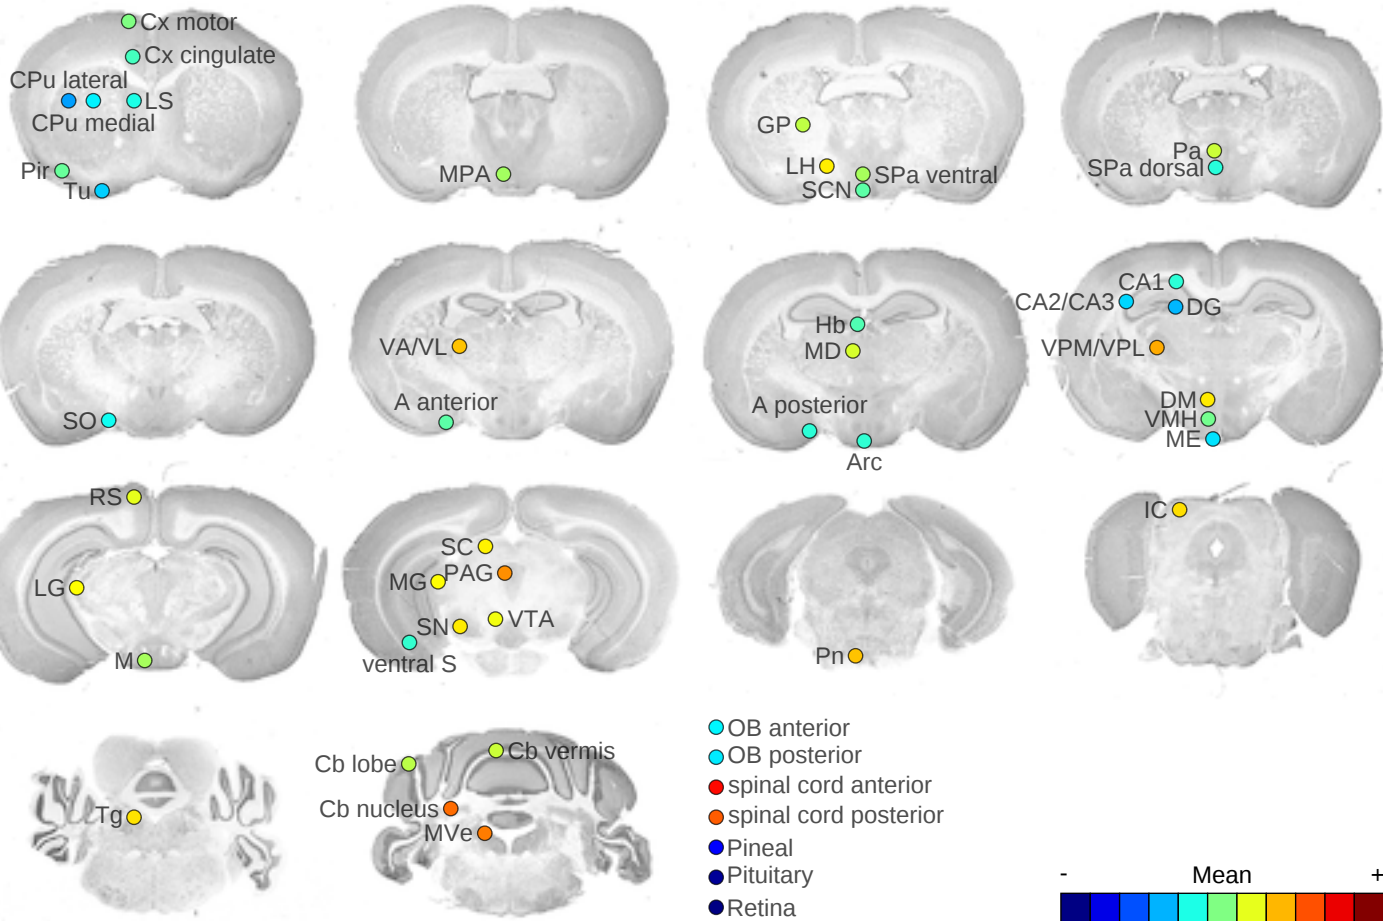 Cx motor
Cx cingulate
CPu lateral
LS
CPu medial
Pir
Tu
MPA
GP
LH
SPa ventral
SCN
Pa
SPa dorsal
SO
VA/VL
A anterior
Hb
MD
A posterior
Arc
CA1
CA2/CA3
DG
VPM/VPL
DM
VMH
ME
RS
LG
M
SC
PAG
MG
VTA
SN
ventral S
Pn
IC
Tg
Cb vermis
Cb lobe
Cb nucleus
MVe
OB anterior
OB posterior
spinal cord anterior
spinal cord posterior
Pineal
Pituitary
Retina
- Mean +